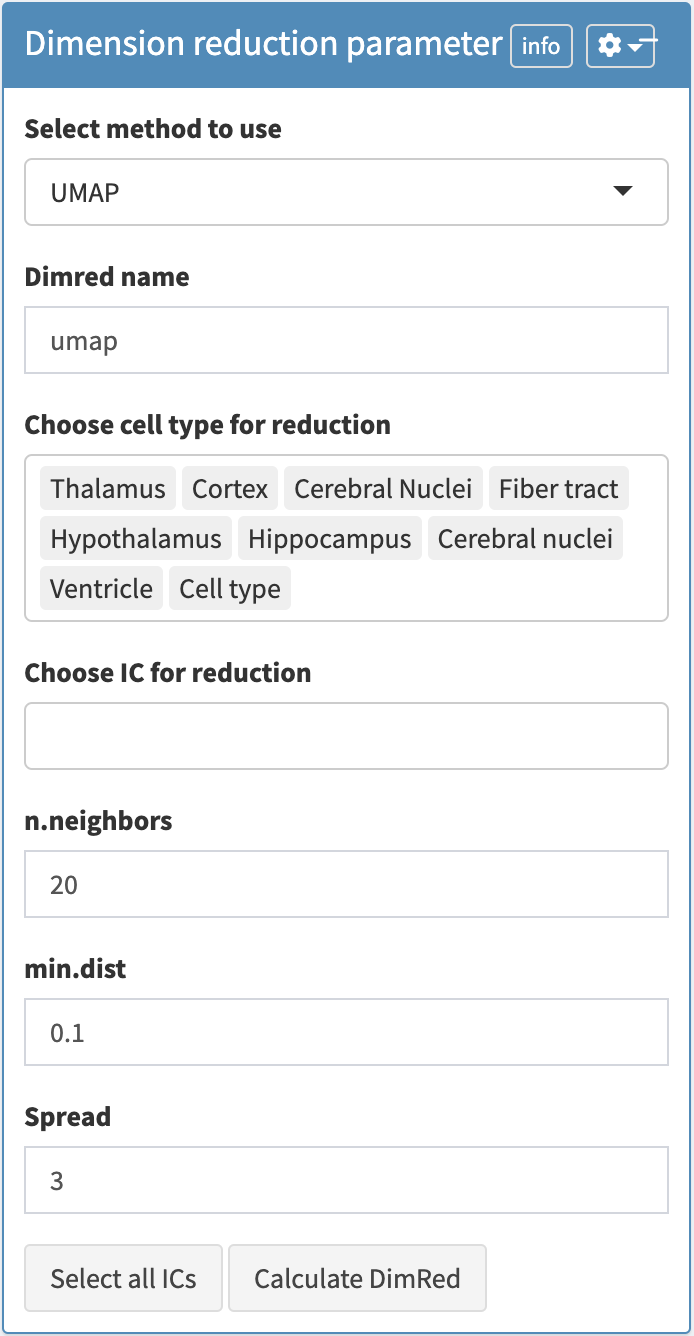 Dimension reduction parameter info
Select method to use
UMAP
Dimred name
umap
Choose cell type for reduction
Thalamus Cortex Cerebral Nuclei Fiber tract
Hypothalamus Hippocampus Cerebral nuclei
Ventricle Cell type
Choose IC for reduction
n.neighbors
20
min.dist
0.1
Spread
3
Select all ICs Calculate DimRed